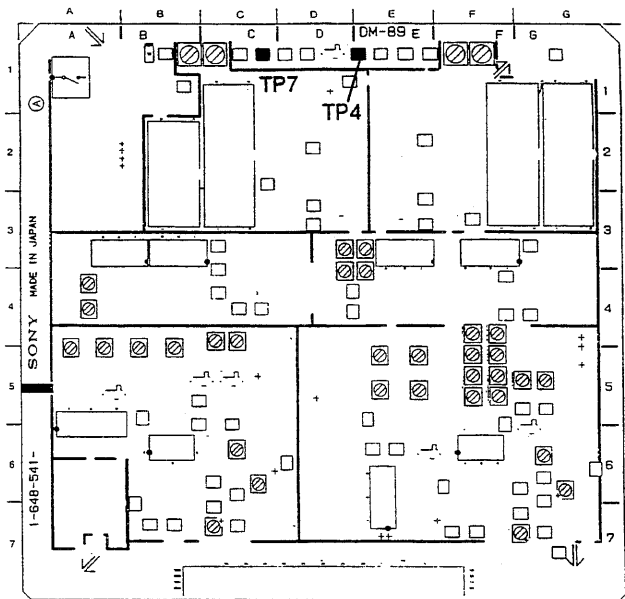 A B C D E F G
A B C D DM-89 E F G
TP7 TP4
1 1
2 2
3 3
4 4
5 5
6 6
7 7
A
SONY MADE IN JAPAN
1-648-541-